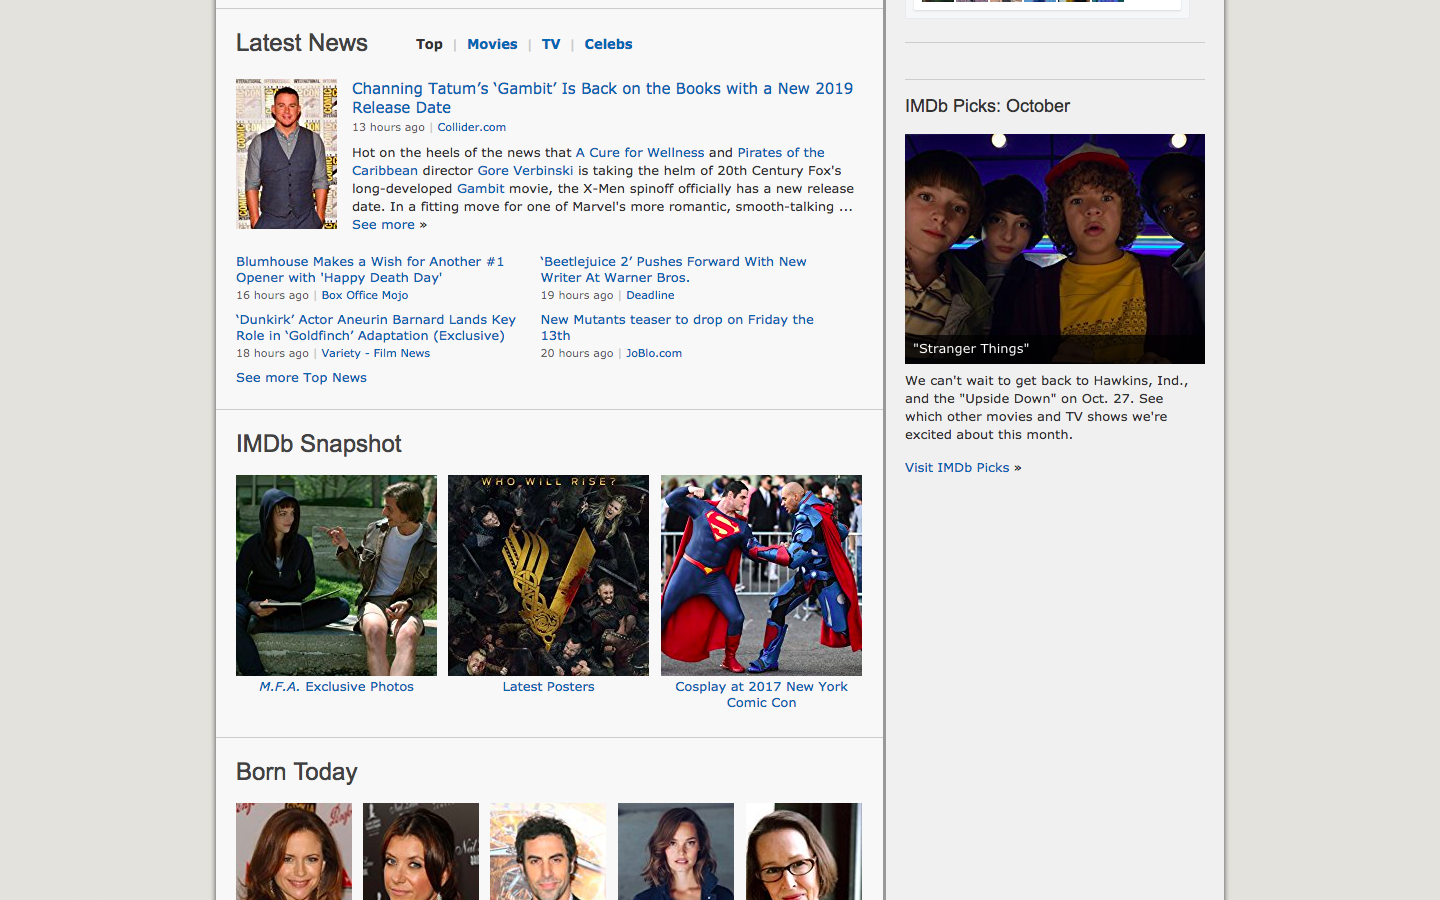 Latest News
Top | Movies | TV | Celebs
Channing Tatum’s ‘Gambit’ Is Back on the Books with a New 2019
Release Date
13 hours ago | Collider.com
Hot on the heels of the news that A Cure for Wellness and Pirates of the
Caribbean director Gore Verbinski is taking the helm of 20th Century Fox's
long-developed Gambit movie, the X-Men spinoff officially has a new release
date. In a fitting move for one of Marvel's more romantic, smooth-talking ...
See more »
Blumhouse Makes a Wish for Another #1
Opener with 'Happy Death Day'
16 hours ago | Box Office Mojo
‘Dunkirk’ Actor Aneurin Barnard Lands Key
Role in ‘Goldfinch’ Adaptation (Exclusive)
18 hours ago | Variety - Film News
‘Beetlejuice 2’ Pushes Forward With New
Writer At Warner Bros.
19 hours ago | Deadline
New Mutants teaser to drop on Friday the
13th
20 hours ago | JoBlo.com
See more Top News
IMDb Snapshot
WHO WILL RISE?
M.F.A. Exclusive Photos
Latest Posters
Cosplay at 2017 New York
Comic Con
Born Today
IMDb Picks: October
"Stranger Things"
We can't wait to get back to Hawkins, Ind.,
and the "Upside Down" on Oct. 27. See
which other movies and TV shows we're
excited about this month.
Visit IMDb Picks »